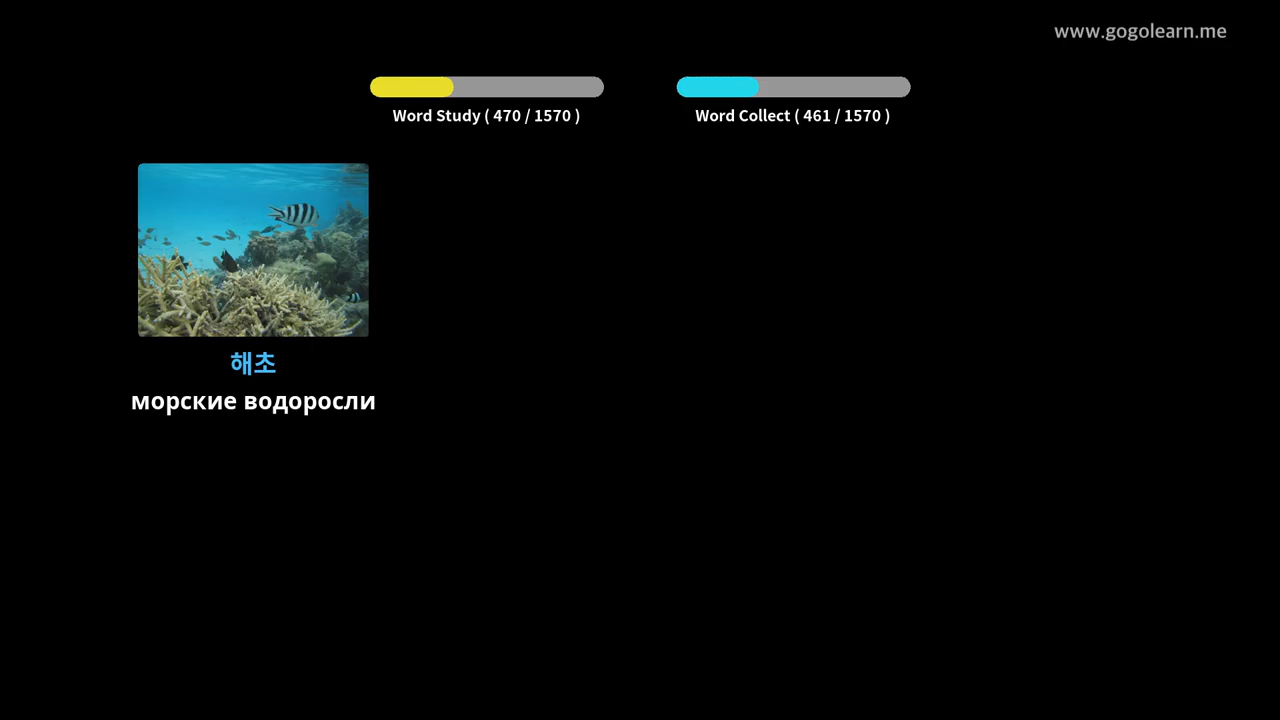 www.gogolearn.me
Word Study ( 470 / 1570 )
Word Collect ( 461 / 1570 )
해초
морские водоросли